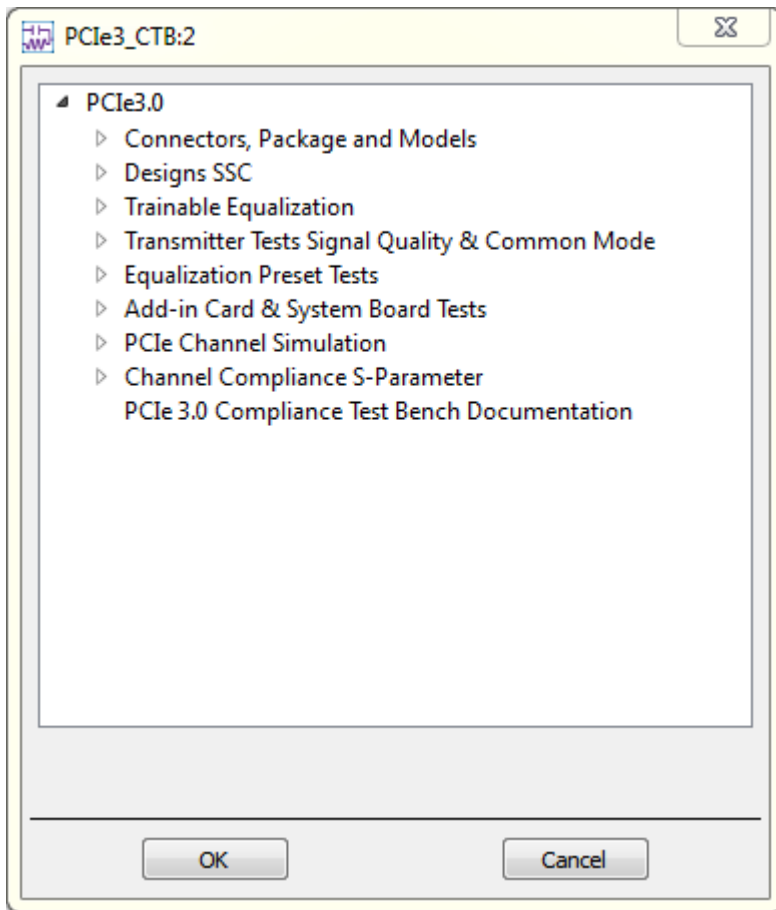 PCIe3_CTB:2
PCIe3.0
Connectors, Package and Models
Designs SSC
Trainable Equalization
Transmitter Tests Signal Quality & Common Mode
Equalization Preset Tests
Add-in Card & System Board Tests
PCIe Channel Simulation
Channel Compliance S-Parameter
PCIe 3.0 Compliance Test Bench Documentation
OK
Cancel